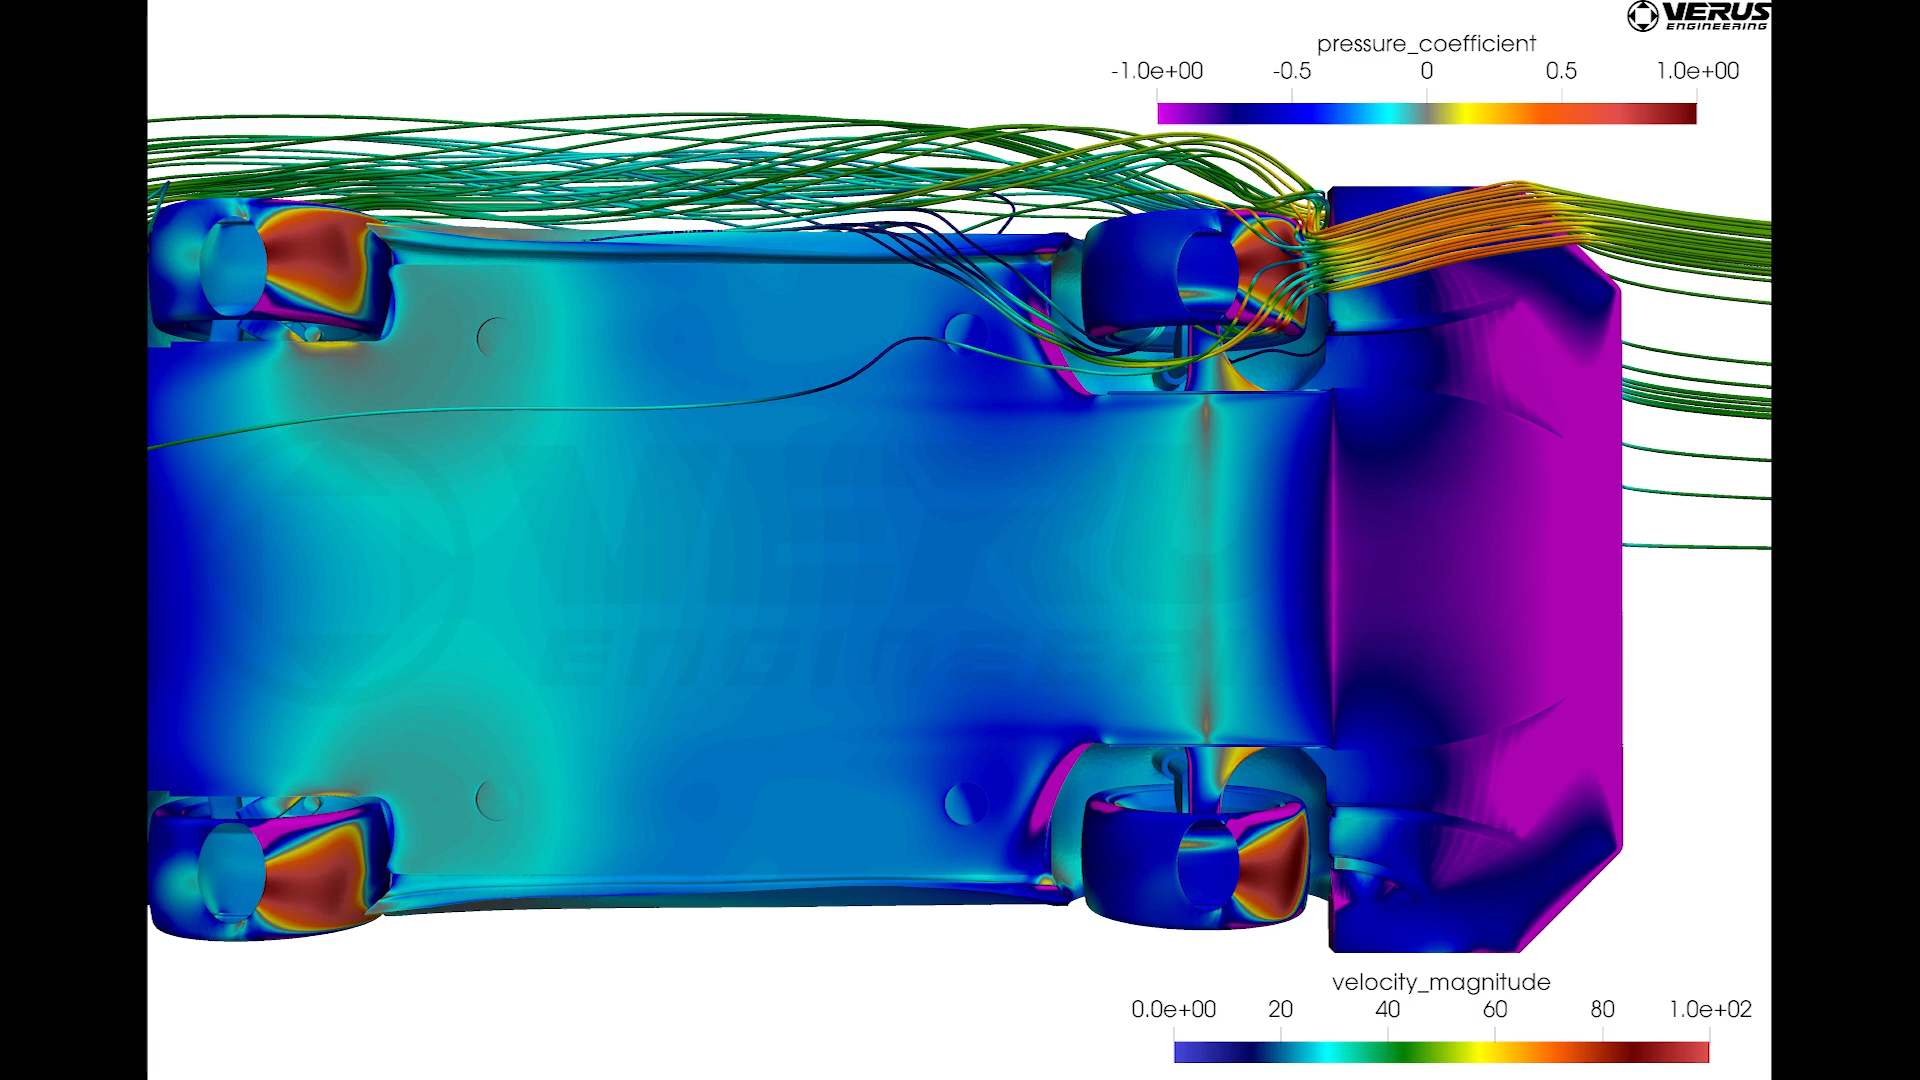 VERUS
ENGINEERING
pressure_coefficient
-1.0e+00 -0.5 0 0.5 1.0e+00
velocity_magnitude
0.0e+00 20 40 60 80 1.0e+02